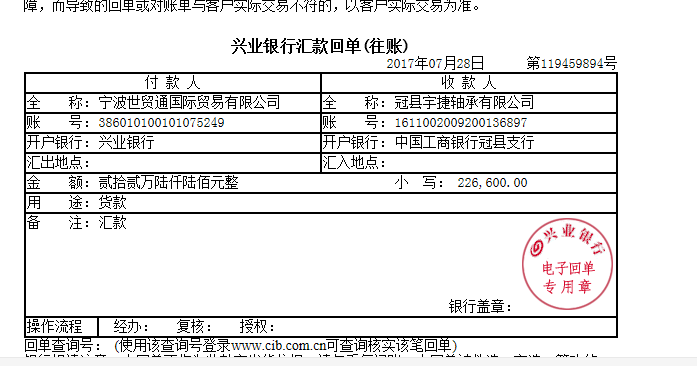 障，而导致的回单或对账单与客户实际交易不符的，以客户实际交易为准。
兴业银行汇款回单(往账)
2017年07月28日 第119459894号
付 款 人 收 款 人
全 称：宁波世贸通国际贸易有限公司 全 称：冠县宇捷轴承有限公司
账 号：386010100101075249 账 号：1611002009200136897
开户银行：兴业银行 开户银行：中国工商银行冠县支行
汇出地点： 汇入地点：
金 额：贰拾贰万陆仟陆佰元整 小 写： 226,600.00
用 途：货款
备 注：汇款
兴业银行
电子回单
专用章
银行盖章：
操作流程 经办： 复核： 授权：
回单查询号： (使用该查询号登录www.cib.com.cn可查询核实该笔回单)